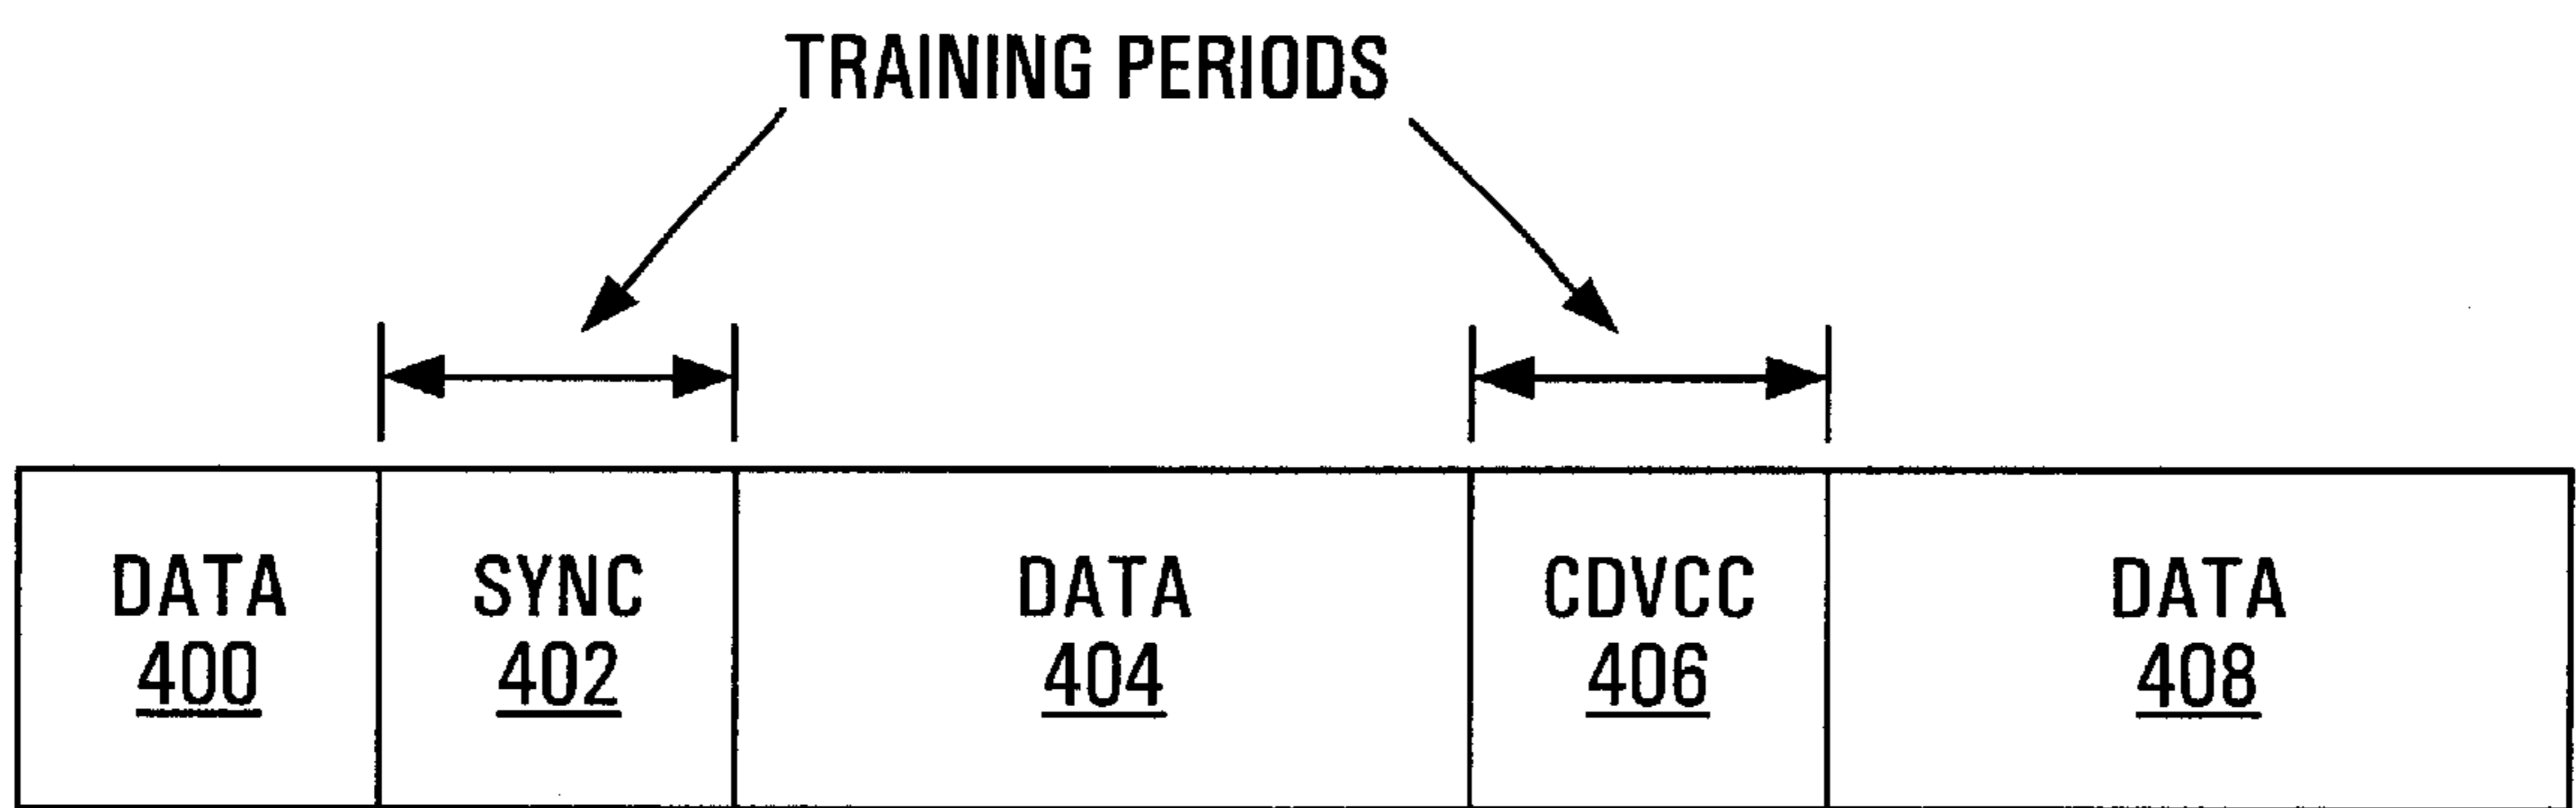 TRAINING PERIODS
DATA
400
SYNC
402
DATA
404
CDVCC
406
DATA
408